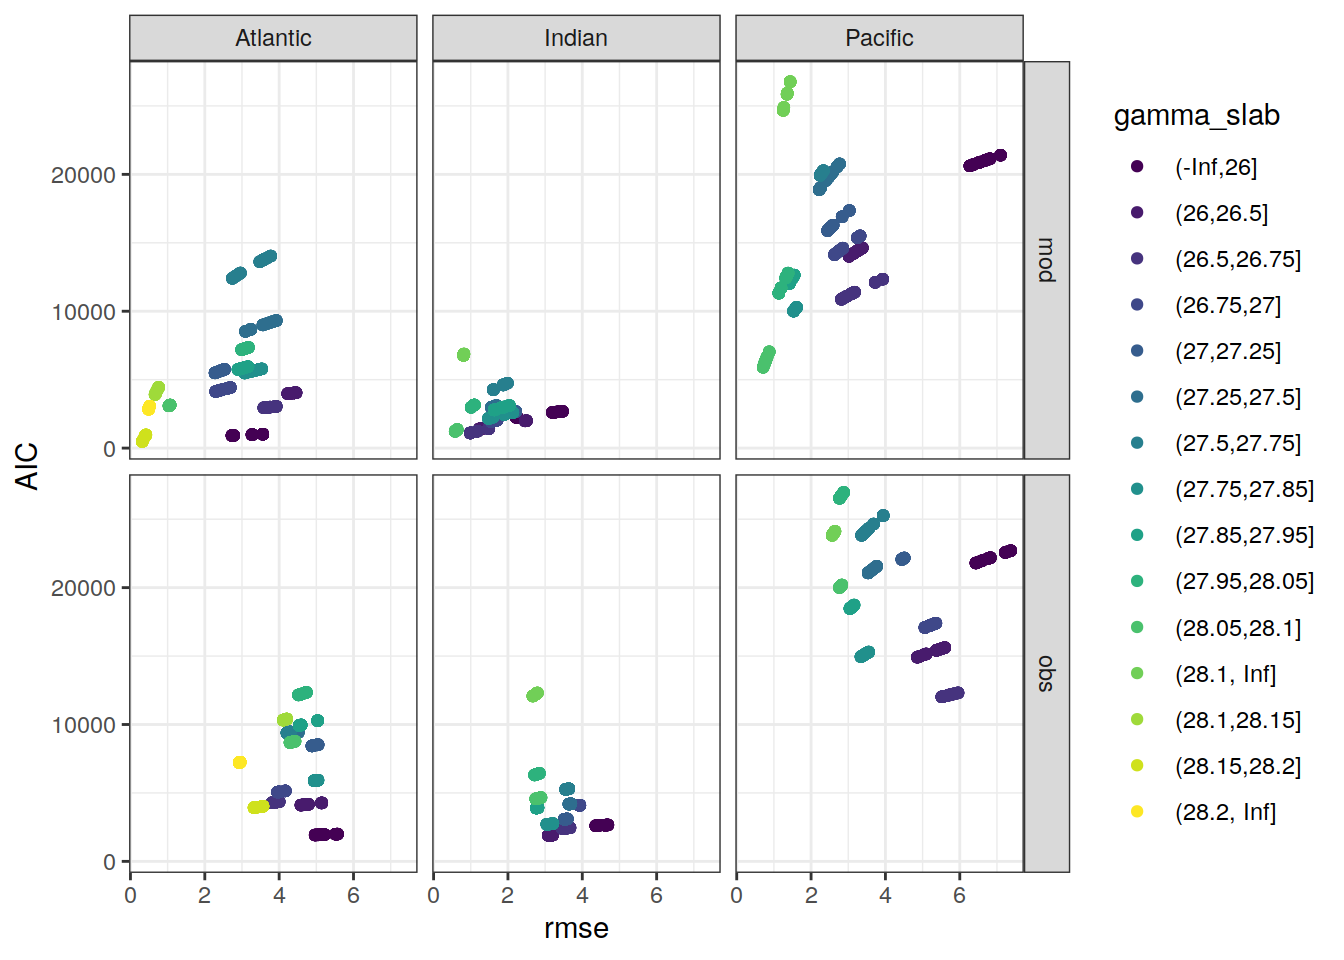 Atlantic Indian Pacific
mod
obs
AIC
20000
10000
0
20000
10000
0
0 2 4 6 0 2 4 6 0 2 4 6
rmse
gamma_slab
(-Inf,26]
(26,26.5]
(26.5,26.75]
(26.75,27]
(27,27.25]
(27.25,27.5]
(27.5,27.75]
(27.75,27.85]
(27.85,27.95]
(27.95,28.05]
(28.05,28.1]
(28.1, Inf]
(28.1,28.15]
(28.15,28.2]
(28.2, Inf]